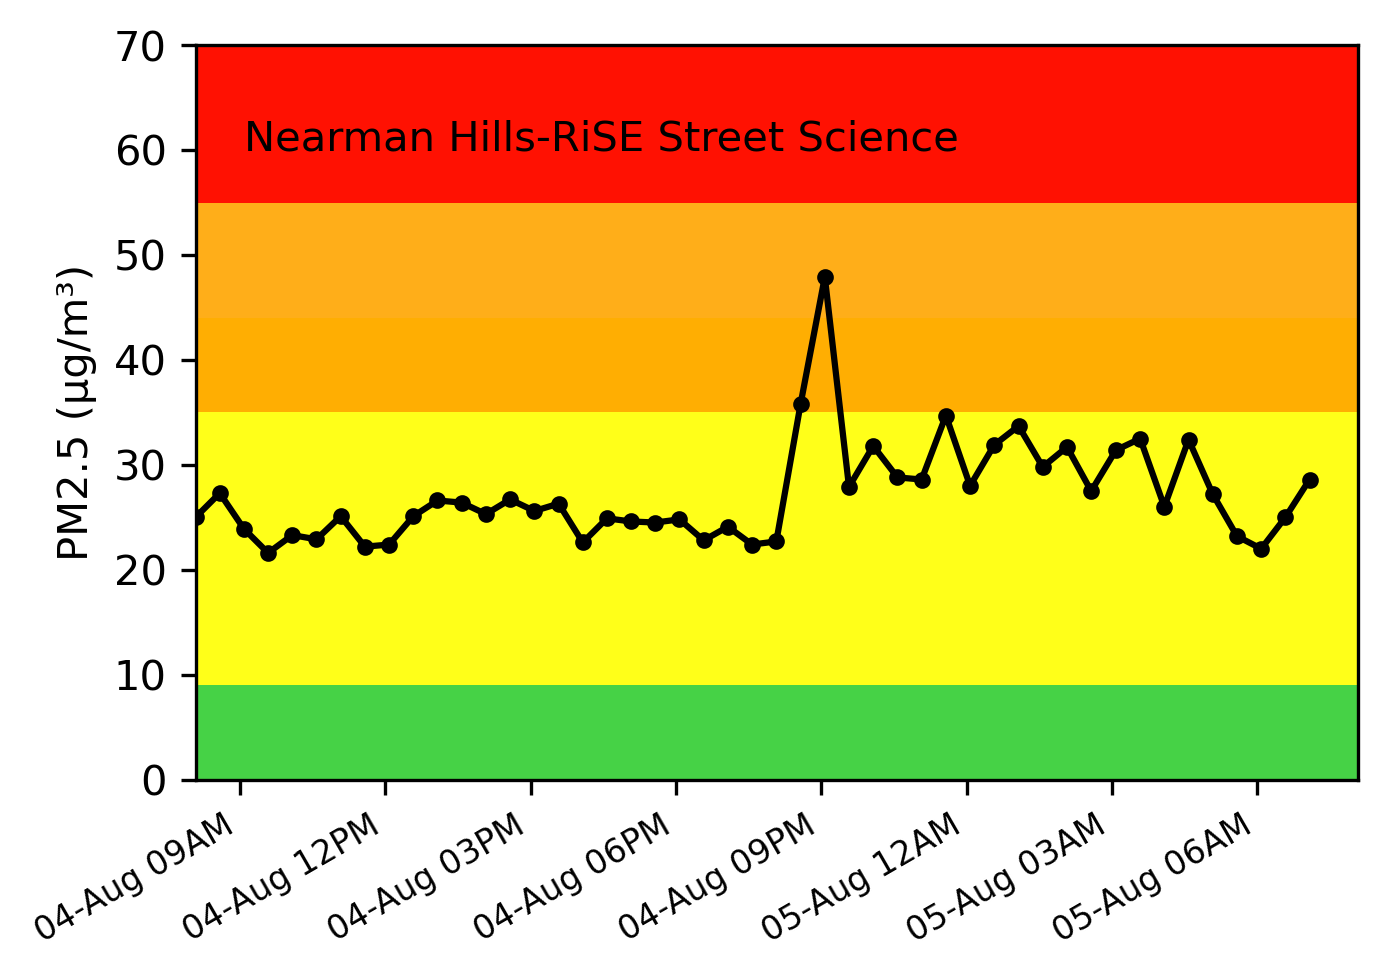 70
Nearman Hills-RiSE Street Science
60
50
40
30
20
10
0
PM2.5 (µg/m³)
04-Aug 09AM
04-Aug 12PM
04-Aug 03PM
04-Aug 06PM
04-Aug 09PM
05-Aug 12AM
05-Aug 03AM
05-Aug 06AM